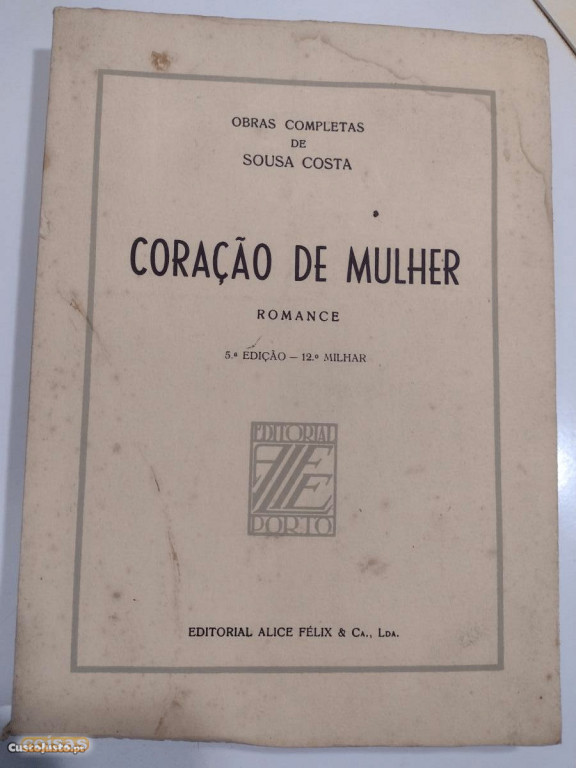 OBRAS COMPLETAS
DE
SOUSA COSTA
CORAÇÃO DE MULHER
ROMANCE
5.ª EDIÇÃO — 12.º MILHAR
EDITORIAL
PORTO
EDITORIAL ALICE FÉLIX & CA., LDA.
coisas
CustoJusto.pt